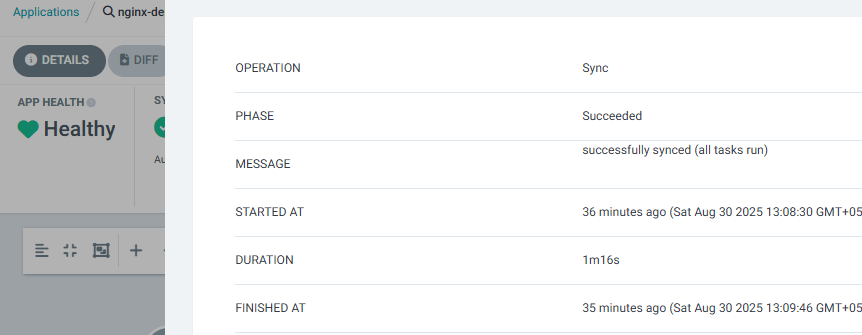 Applications / nginx-de
DETAILS DIFF
APP HEALTH SY
Healthy
Au
OPERATION Sync
PHASE Succeeded
MESSAGE successfully synced (all tasks run)
STARTED AT 36 minutes ago (Sat Aug 30 2025 13:08:30 GMT+05
DURATION 1m16s
FINISHED AT 35 minutes ago (Sat Aug 30 2025 13:09:46 GMT+05